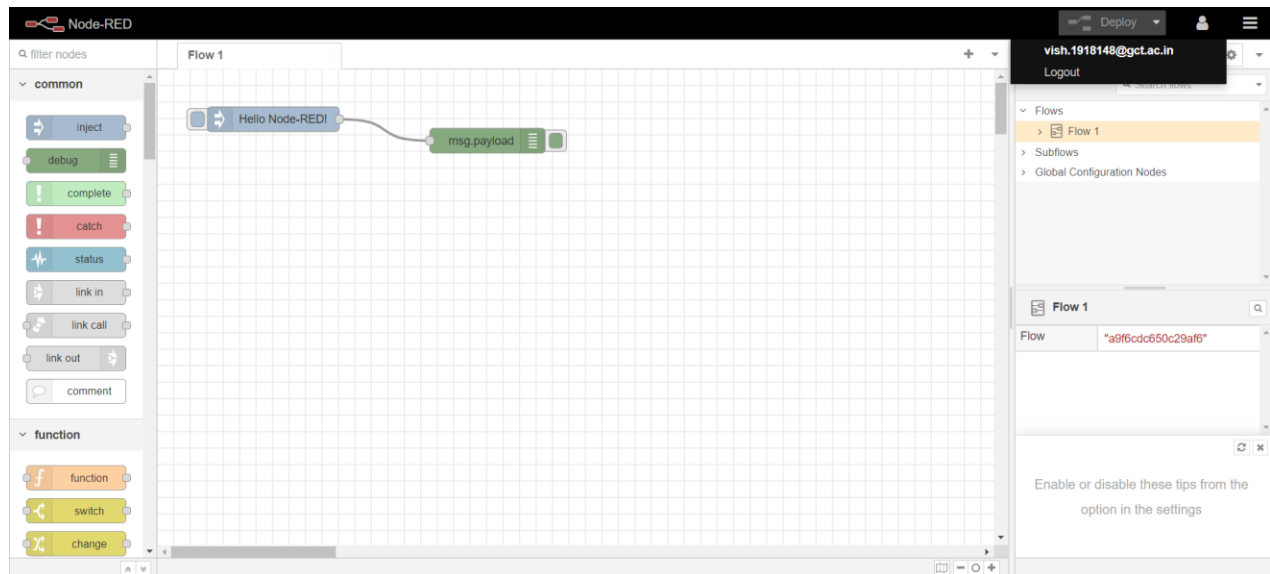 Node-RED
Deploy
filter nodes
Flow 1
vish.1918148@gct.ac.in
Logout
Search flows
common
inject
debug
complete
catch
status
link in
link call
link out
comment
function
function
switch
change
Hello Node-RED!
msg.payload
Flows
Flow 1
Subflows
Global Configuration Nodes
Flow 1
Flow "a9f6cdc650c29af6"
Enable or disable these tips from the
option in the settings